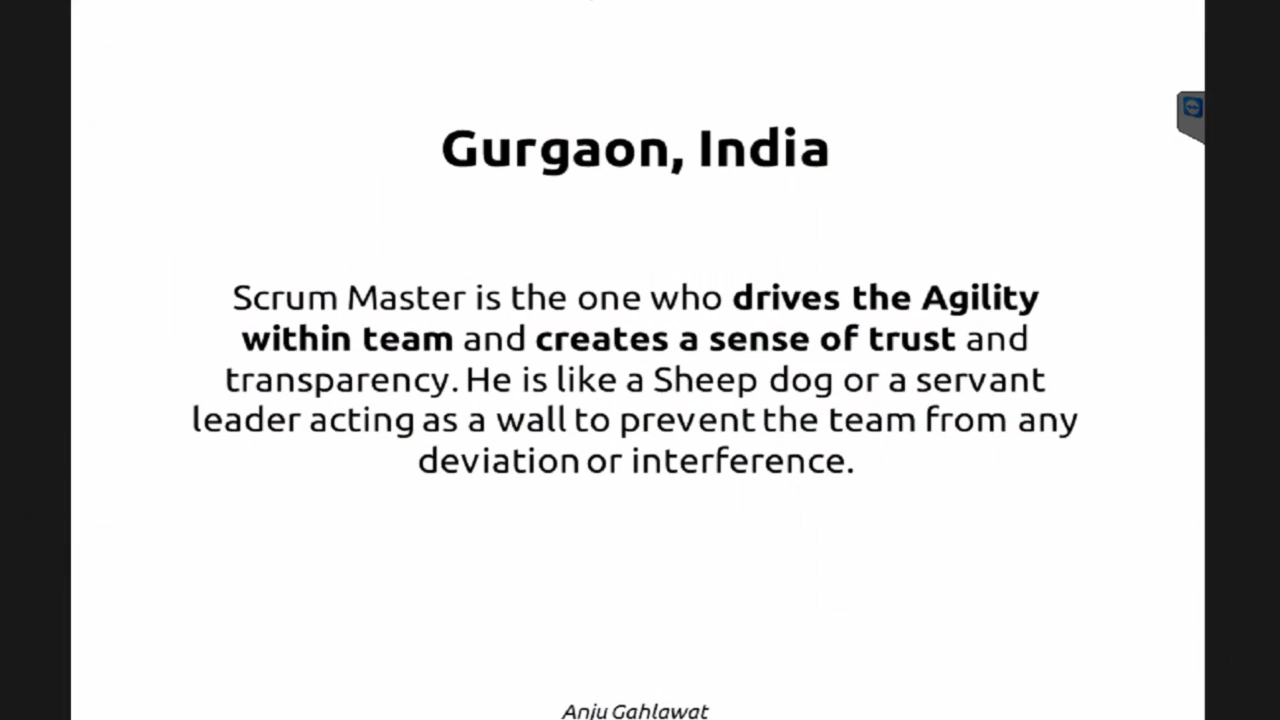 Gurgaon, India
Scrum Master is the one who drives the Agility
within team and creates a sense of trust and
transparency. He is like a Sheep dog or a servant
leader acting as a wall to prevent the team from any
deviation or interference.
Anju Gahlawat